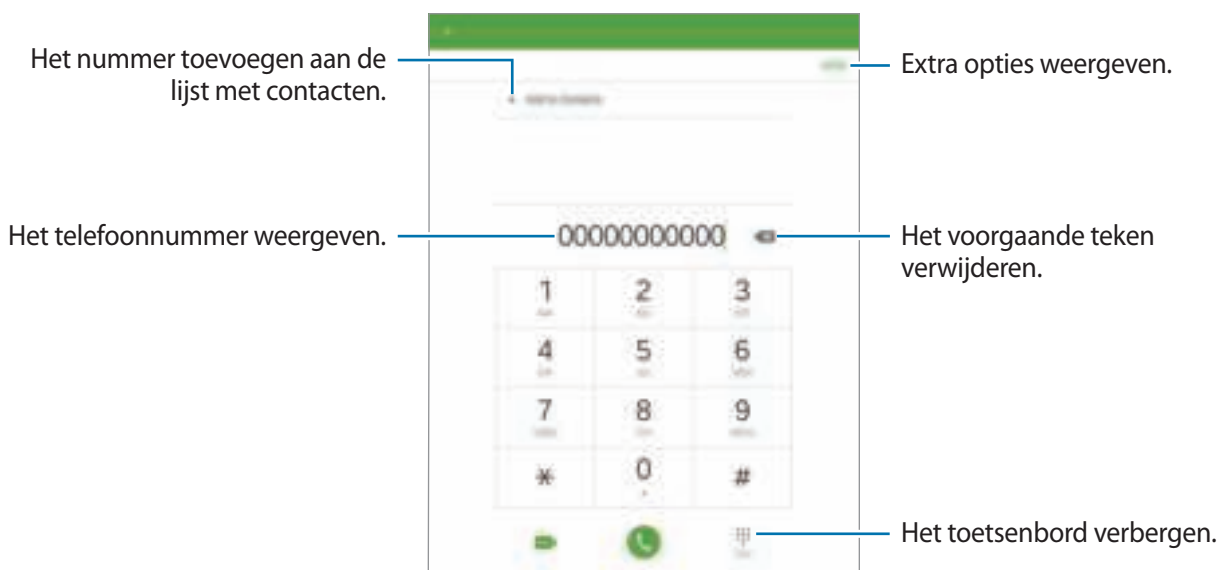 Het nummer toevoegen aan de
lijst met contacten.
Extra opties weergeven.
Het telefoonnummer weergeven.
00000000000
Het voorgaande teken
verwijderen.
1 2 3
4 5 6
7 8 9
* 0 #
Het toetsenbord verbergen.